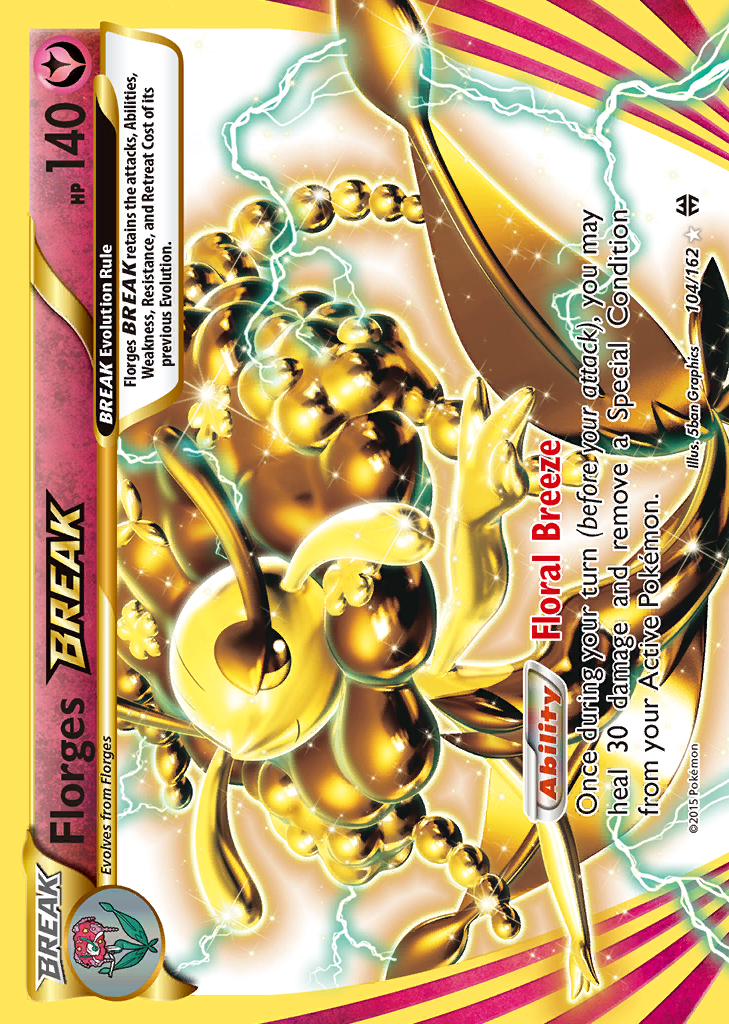 BREAK
Florges BREAK
HP 140
Evolves from Florges
BREAK Evolution Rule
Florges BREAK retains the attacks, Abilities,
Weakness, Resistance, and Retreat Cost of its
previous Evolution.
Ability Floral Breeze
Once during your turn (before your attack), you may
heal 30 damage and remove a Special Condition
from your Active Pokémon.
©2015 Pokémon
Illus. 5ban Graphics 104/162